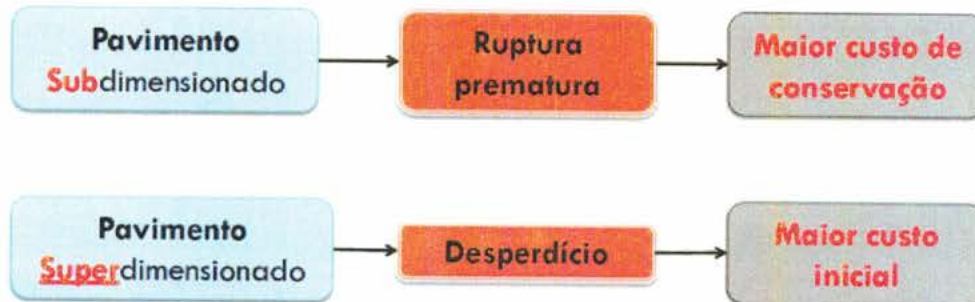 Pavimento
Subdimensionado
Ruptura
prematura
Maior custo de
conservação
Pavimento
Superdimensionado
Desperdício
Maior custo
inicial